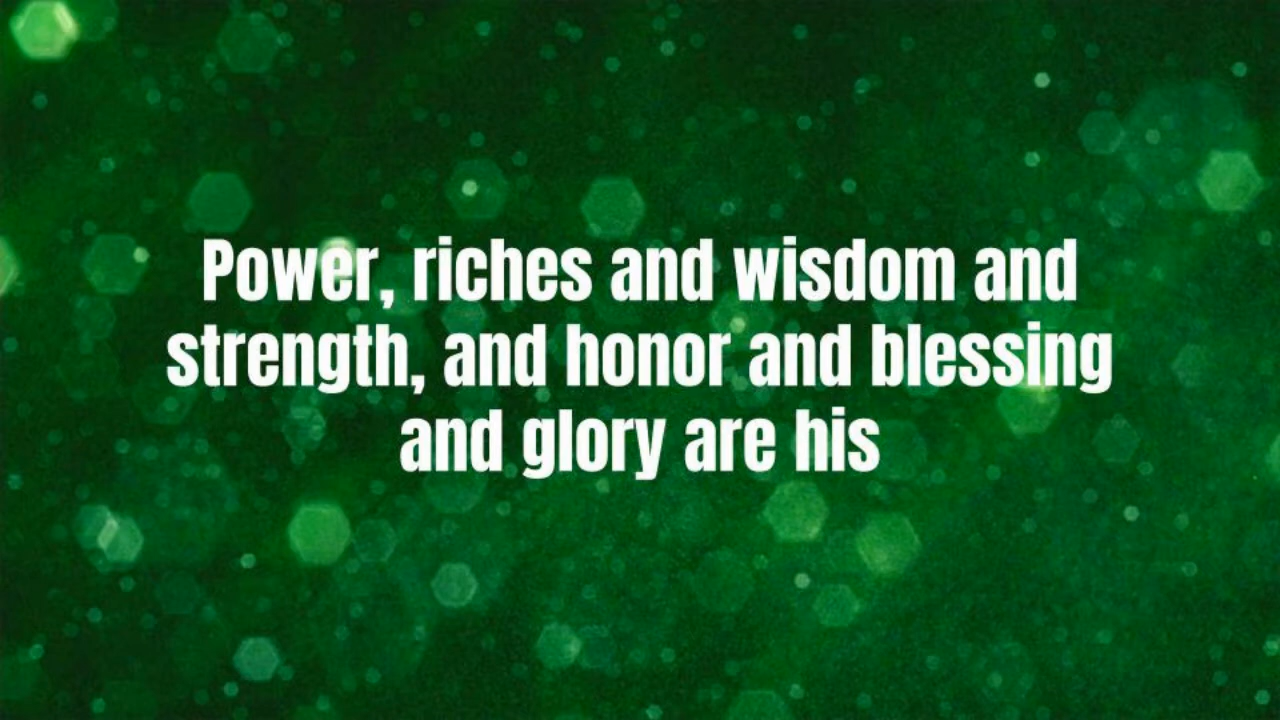 Power, riches and wisdom and
strength, and honor and blessing
and glory are his